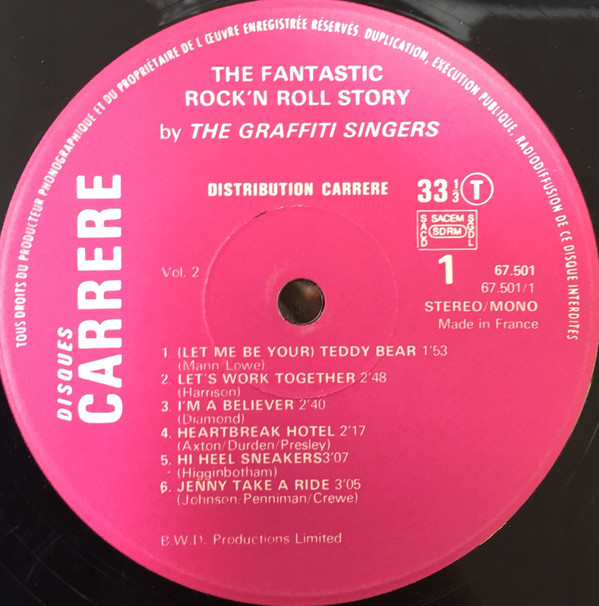 TOUS DROITS DU PRODUCTEUR PHONOGRAPHIQUE ET DU PROPRIÉTAIRE DE L'ŒUVRE ENREGISTRÉE RÉSERVÉS. DUPLICATION, EXÉCUTION PUBLIQUE, RADIODIFFUSION DE CE DISQUE INTERDITES
THE FANTASTIC
ROCK'N ROLL STORY
by THE GRAFFITI SINGERS
DISTRIBUTION CARRERE
33 1/3 T
SACEM
SACD
SDRM
SGDL
DISQUES
CARRERE
Vol. 2
1
67.501
67.501/1
STEREO/MONO
Made in France
1 (LET ME BE YOUR) TEDDY BEAR 1'53
(Mann/Lowe)
2. LET'S WORK TOGETHER 2'48
(Harrison)
3. I'M A BELIEVER 2'40
(Diamond)
4. HEARTBREAK HOTEL 2'17
(Axton/Durden/Presley)
5. HI HEEL SNEAKERS 3'07
- (Higginbotham)
6. JENNY TAKE A RIDE 3'05
(Johnson/Penniman/Crewe)
B.W.D. Productions Limited